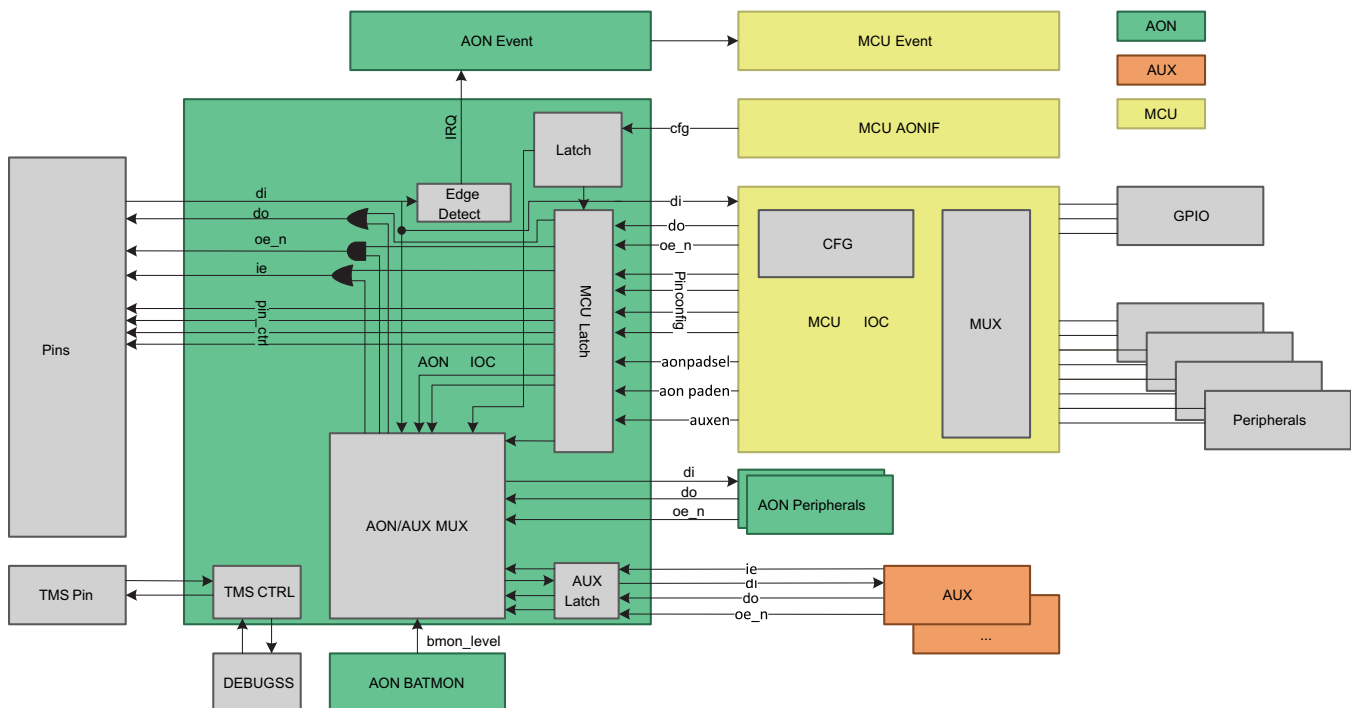 AON Event
MCU Event
AON
AUX
MCU
IRQ
Latch
cfg
MCU AONIF
Pins
di
do
oe_n
ie
pin_ctrl
Edge
Detect
MCU Latch
di
do
oe_n
Pin config
aonpadsel
aon paden
auxen
CFG
MCU IOC
MUX
GPIO
Peripherals
AON IOC
AON/AUX MUX
di
do
oe_n
AON Peripherals
TMS Pin
TMS CTRL
AUX
Latch
ie
di
do
oe_n
AUX
...
DEBUGSS
bmon_level
AON BATMON